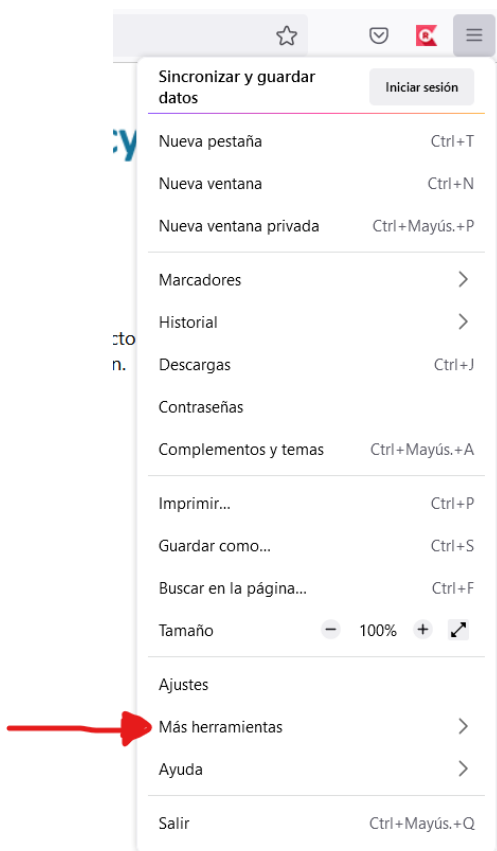 Sincronizar y guardar
datos
Iniciar sesión
cy
Nueva pestaña Ctrl+T
Nueva ventana Ctrl+N
Nueva ventana privada Ctrl+Mayús.+P
Marcadores
Historial
cto
n.
Descargas Ctrl+J
Contraseñas
Complementos y temas Ctrl+Mayús.+A
Imprimir... Ctrl+P
Guardar como... Ctrl+S
Buscar en la página... Ctrl+F
Tamaño − 100% +
Ajustes
Más herramientas
Ayuda
Salir Ctrl+Mayús.+Q